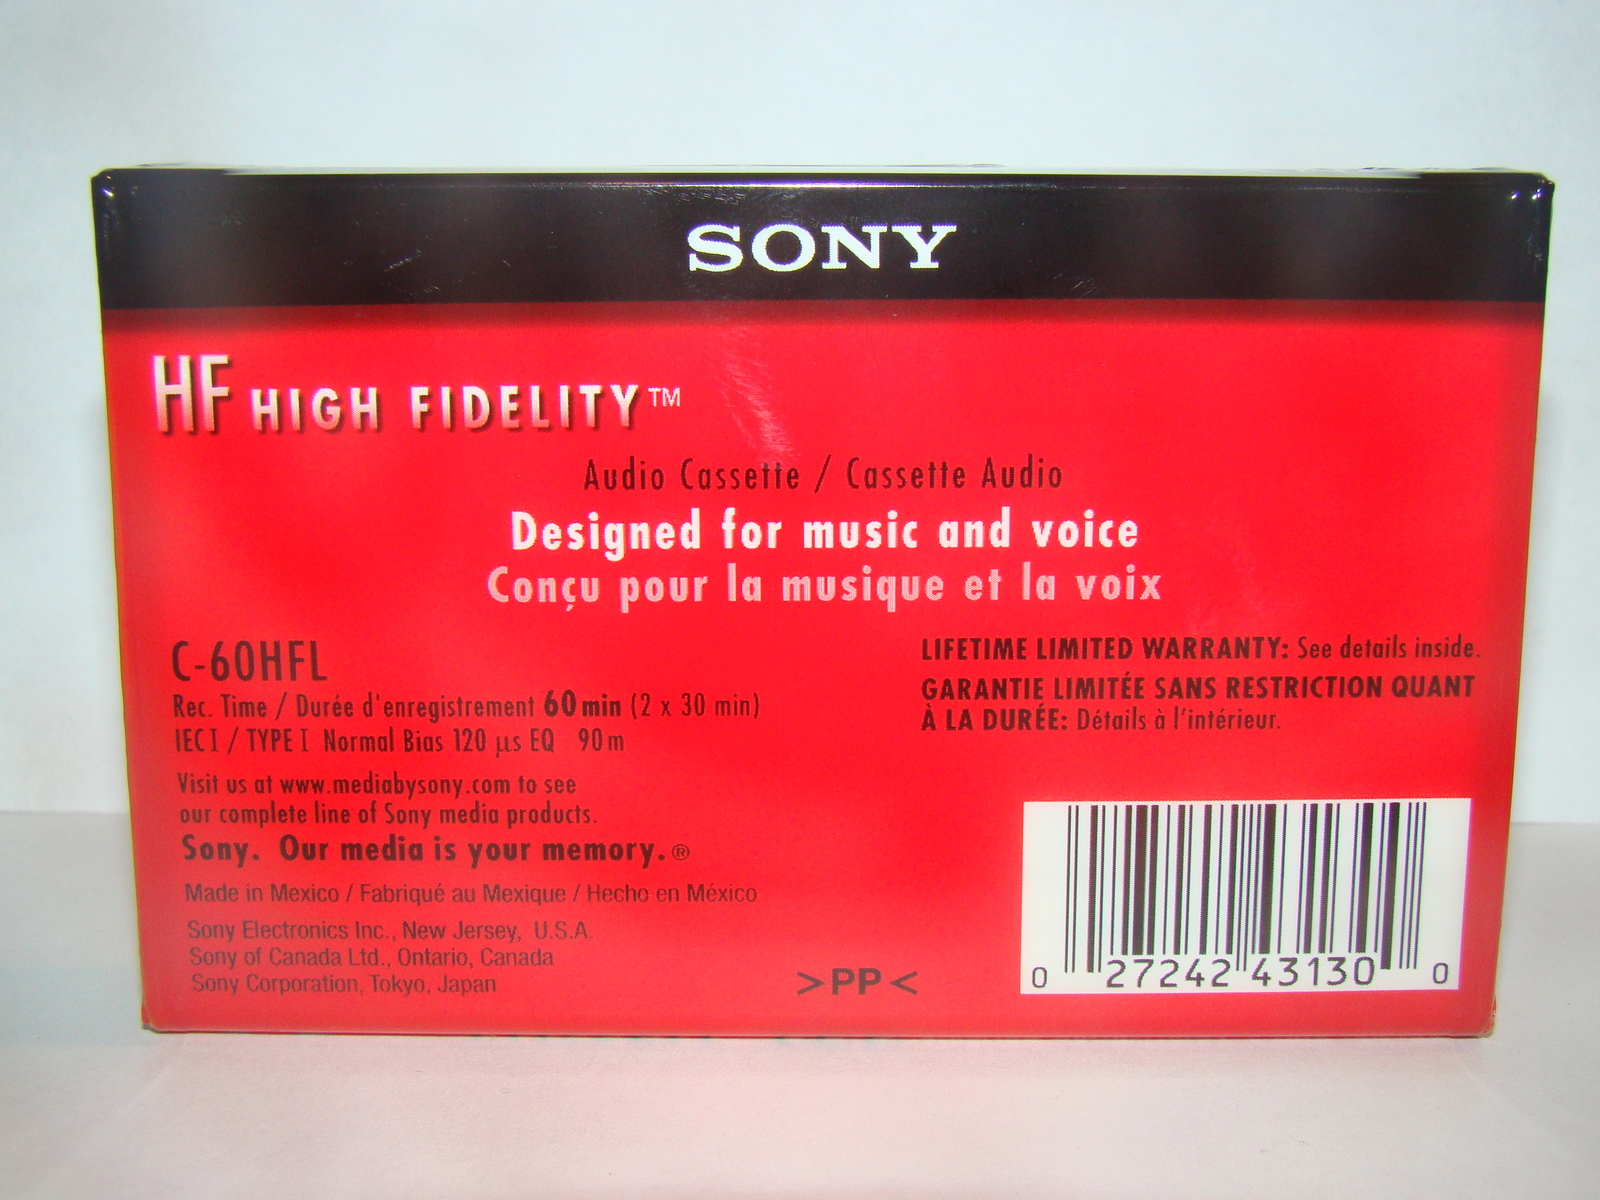 SONY
HF HIGH FIDELITY™
Audio Cassette / Cassette Audio
Designed for music and voice
Conçu pour la musique et la voix
C-60HFL
Rec. Time / Durée d'enregistrement 60 min (2 x 30 min)
IEC I / TYPE I Normal Bias 120 µs EQ 90 m
Visit us at www.mediabysony.com to see
our complete line of Sony media products.
Sony. Our media is your memory.®
Made in Mexico / Fabriqué au Mexique / Hecho en México
Sony Electronics Inc., New Jersey, U.S.A.
Sony of Canada Ltd., Ontario, Canada
Sony Corporation, Tokyo, Japan
LIFETIME LIMITED WARRANTY: See details inside.
GARANTIE LIMITÉE SANS RESTRICTION QUANT
À LA DURÉE: Détails à l'intérieur.
>PP<
0 27242 43130 0